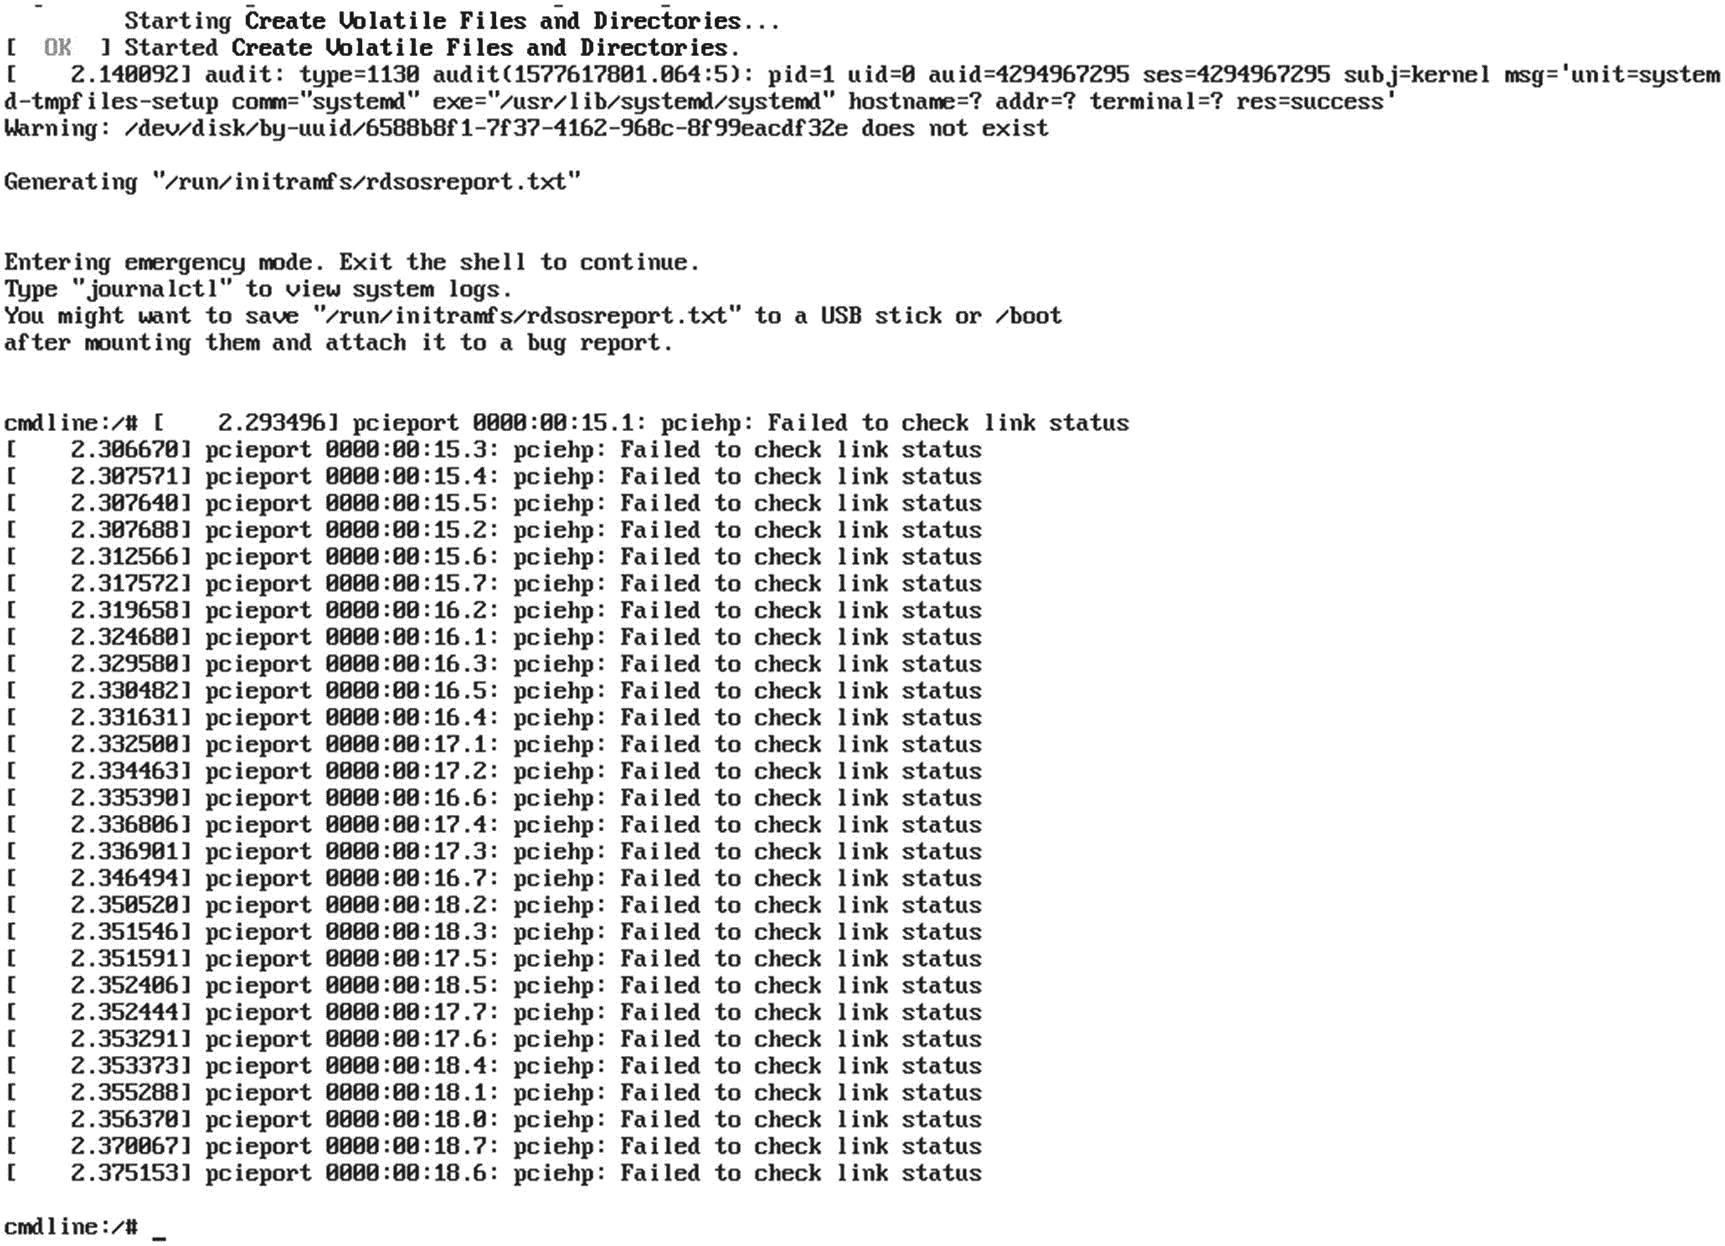 Starting Create Volatile Files and Directories...
[  OK  ] Started Create Volatile Files and Directories.
[    2.140092] audit: type=1130 audit(1577617801.064:5): pid=1 uid=0 auid=4294967295 ses=4294967295 subj=kernel msg='unit=system
d-tmpfiles-setup comm="systemd" exe="/usr/lib/systemd/systemd" hostname=? addr=? terminal=? res=success'
Warning: /dev/disk/by-uuid/6588b8f1-7f37-4162-968c-8f99eacdf32e does not exist
Generating "/run/initramfs/rdsosreport.txt"
Entering emergency mode. Exit the shell to continue.
Type "journalctl" to view system logs.
You might want to save "/run/initramfs/rdsosreport.txt" to a USB stick or /boot
after mounting them and attach it to a bug report.
cmdline:/# [    2.293496] pcieport 0000:00:15.1: pciehp: Failed to check link status
[    2.306670] pcieport 0000:00:15.3: pciehp: Failed to check link status
[    2.307571] pcieport 0000:00:15.4: pciehp: Failed to check link status
[    2.307640] pcieport 0000:00:15.5: pciehp: Failed to check link status
[    2.307688] pcieport 0000:00:15.2: pciehp: Failed to check link status
[    2.312566] pcieport 0000:00:15.6: pciehp: Failed to check link status
[    2.317572] pcieport 0000:00:15.7: pciehp: Failed to check link status
[    2.319658] pcieport 0000:00:16.2: pciehp: Failed to check link status
[    2.324680] pcieport 0000:00:16.1: pciehp: Failed to check link status
[    2.329580] pcieport 0000:00:16.3: pciehp: Failed to check link status
[    2.330482] pcieport 0000:00:16.5: pciehp: Failed to check link status
[    2.331631] pcieport 0000:00:16.4: pciehp: Failed to check link status
[    2.332500] pcieport 0000:00:17.1: pciehp: Failed to check link status
[    2.334463] pcieport 0000:00:17.2: pciehp: Failed to check link status
[    2.335390] pcieport 0000:00:16.6: pciehp: Failed to check link status
[    2.336806] pcieport 0000:00:17.4: pciehp: Failed to check link status
[    2.336901] pcieport 0000:00:17.3: pciehp: Failed to check link status
[    2.346494] pcieport 0000:00:16.7: pciehp: Failed to check link status
[    2.350520] pcieport 0000:00:18.2: pciehp: Failed to check link status
[    2.351546] pcieport 0000:00:18.3: pciehp: Failed to check link status
[    2.351591] pcieport 0000:00:17.5: pciehp: Failed to check link status
[    2.352406] pcieport 0000:00:18.5: pciehp: Failed to check link status
[    2.352444] pcieport 0000:00:17.7: pciehp: Failed to check link status
[    2.353291] pcieport 0000:00:17.6: pciehp: Failed to check link status
[    2.353373] pcieport 0000:00:18.4: pciehp: Failed to check link status
[    2.355288] pcieport 0000:00:18.1: pciehp: Failed to check link status
[    2.356370] pcieport 0000:00:18.0: pciehp: Failed to check link status
[    2.370067] pcieport 0000:00:18.7: pciehp: Failed to check link status
[    2.375153] pcieport 0000:00:18.6: pciehp: Failed to check link status
cmdline:/# _